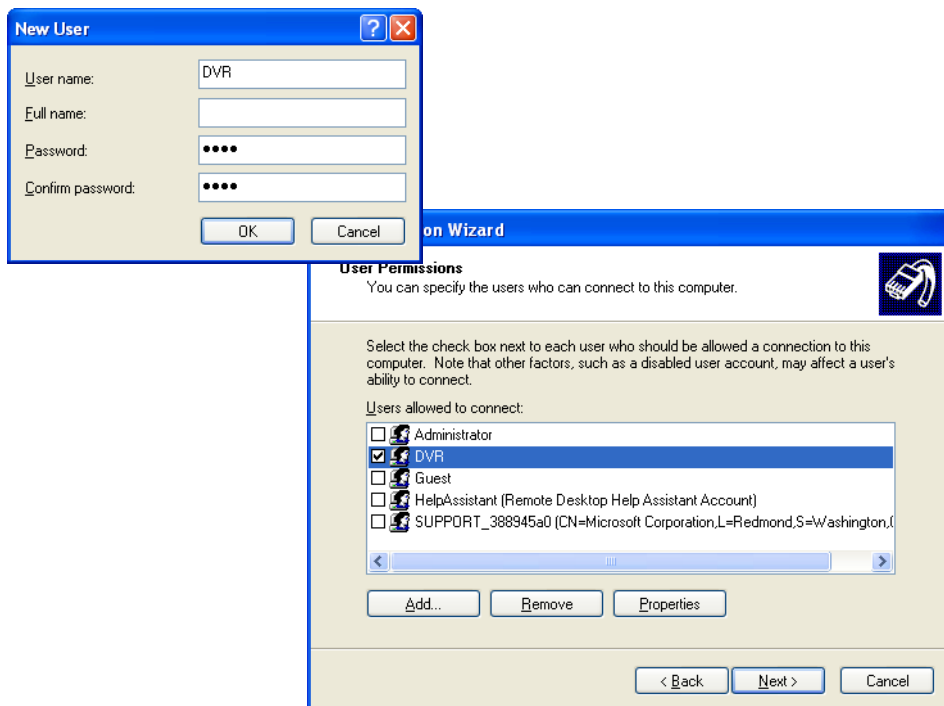 New User
User name:
DVR
Full name:
Password:
••••
Confirm password:
••••
OK
Cancel
on Wizard
User Permissions
You can specify the users who can connect to this computer.
Select the check box next to each user who should be allowed a connection to this
computer. Note that other factors, such as a disabled user account, may affect a user's
ability to connect.
Users allowed to connect:
Administrator
DVR
Guest
HelpAssistant (Remote Desktop Help Assistant Account)
SUPPORT_388945a0 (CN=Microsoft Corporation,L=Redmond,S=Washington,
Add...
Remove
Properties
< Back
Next >
Cancel